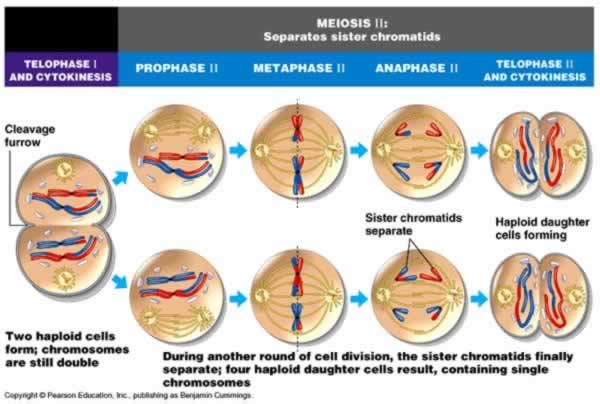 MEIOSIS II:
Separates sister chromatids
TELOPHASE I
AND CYTOKINESIS
PROPHASE II
METAPHASE II
ANAPHASE II
TELOPHASE II
AND CYTOKINESIS
Cleavage
furrow
Sister chromatids
separate
Haploid daughter
cells forming
Two haploid cells
form; chromosomes
are still double
During another round of cell division, the sister chromatids finally
separate; four haploid daughter cells result, containing single
chromosomes
Copyright © Pearson Education, Inc., publishing as Benjamin Cummings.